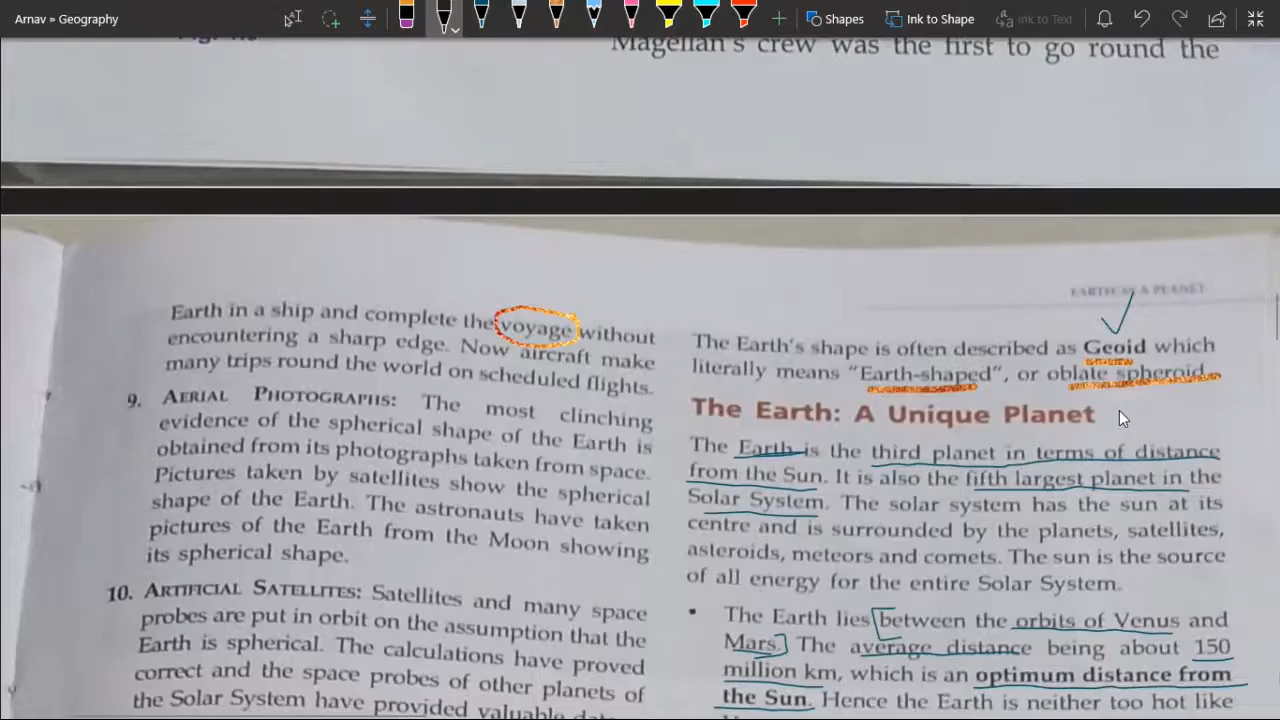 Arnav » Geography
Shapes
Ink to Shape
Ink to Text
Magellan's crew was the first to go round the
Earth in a ship and complete the voyage without
encountering a sharp edge. Now aircraft make
many trips round the world on scheduled flights.
9. AERIAL PHOTOGRAPHS: The most clinching
evidence of the spherical shape of the Earth is
obtained from its photographs taken from space.
Pictures taken by satellites show the spherical
shape of the Earth. The astronauts have taken
pictures of the Earth from the Moon showing
its spherical shape.
10. ARTIFICIAL SATELLITES: Satellites and many space
probes are put in orbit on the assumption that the
Earth is spherical. The calculations have proved
correct and the space probes of other planets of
the Solar System have provided valuable
EARTH AS A PLANET
The Earth's shape is often described as Geoid which
literally means "Earth-shaped", or oblate spheroid.
The Earth: A Unique Planet
The Earth is the third planet in terms of distance
from the Sun. It is also the fifth largest planet in the
Solar System. The solar system has the sun at its
centre and is surrounded by the planets, satellites,
asteroids, meteors and comets. The sun is the source
of all energy for the entire Solar System.
• The Earth lies between the orbits of Venus and
Mars. The average distance being about 150
million km, which is an optimum distance from
the Sun. Hence the Earth is neither too hot like